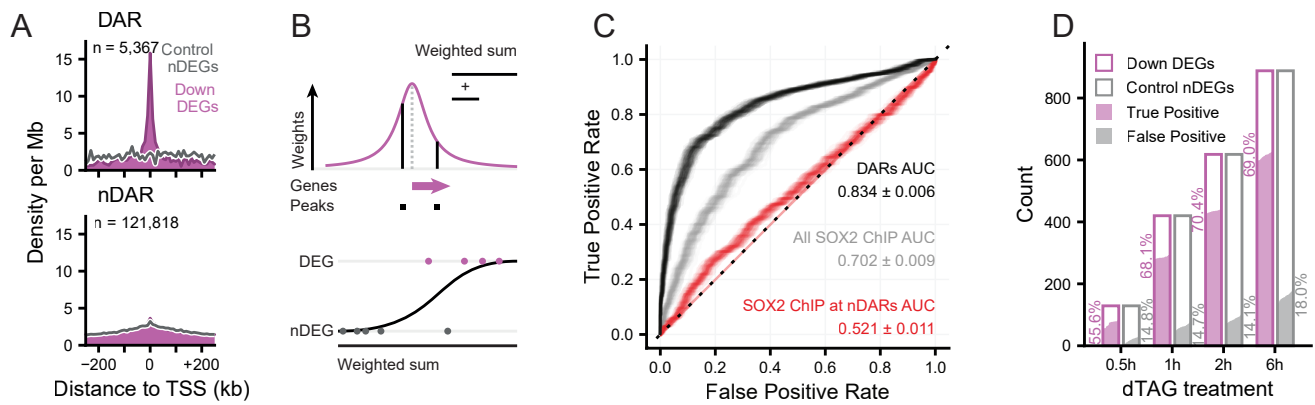 A
DAR
n = 5,367
Control
nDEGs
Down
DEGs
15
10
5
0
Density per Mb
nDAR
n = 121,818
15
10
5
0
−200
0
+200
Distance to TSS (kb)
B
Weighted sum
+
Weights
Genes
Peaks
DEG
nDEG
Weighted sum
C
True Positive Rate
1.0
0.8
0.6
0.4
0.2
0.0
DARs AUC
0.834 ± 0.006
All SOX2 ChIP AUC
0.702 ± 0.009
SOX2 ChIP at nDARs AUC
0.521 ± 0.011
0.0
0.2
0.4
0.6
0.8
1.0
False Positive Rate
D
Down DEGs
Control nDEGs
True Positive
False Positive
Count
800
600
400
200
0
55.6%
14.8%
68.1%
14.7%
70.4%
14.1%
69.0%
18.0%
0.5h
1h
2h
6h
dTAG treatment